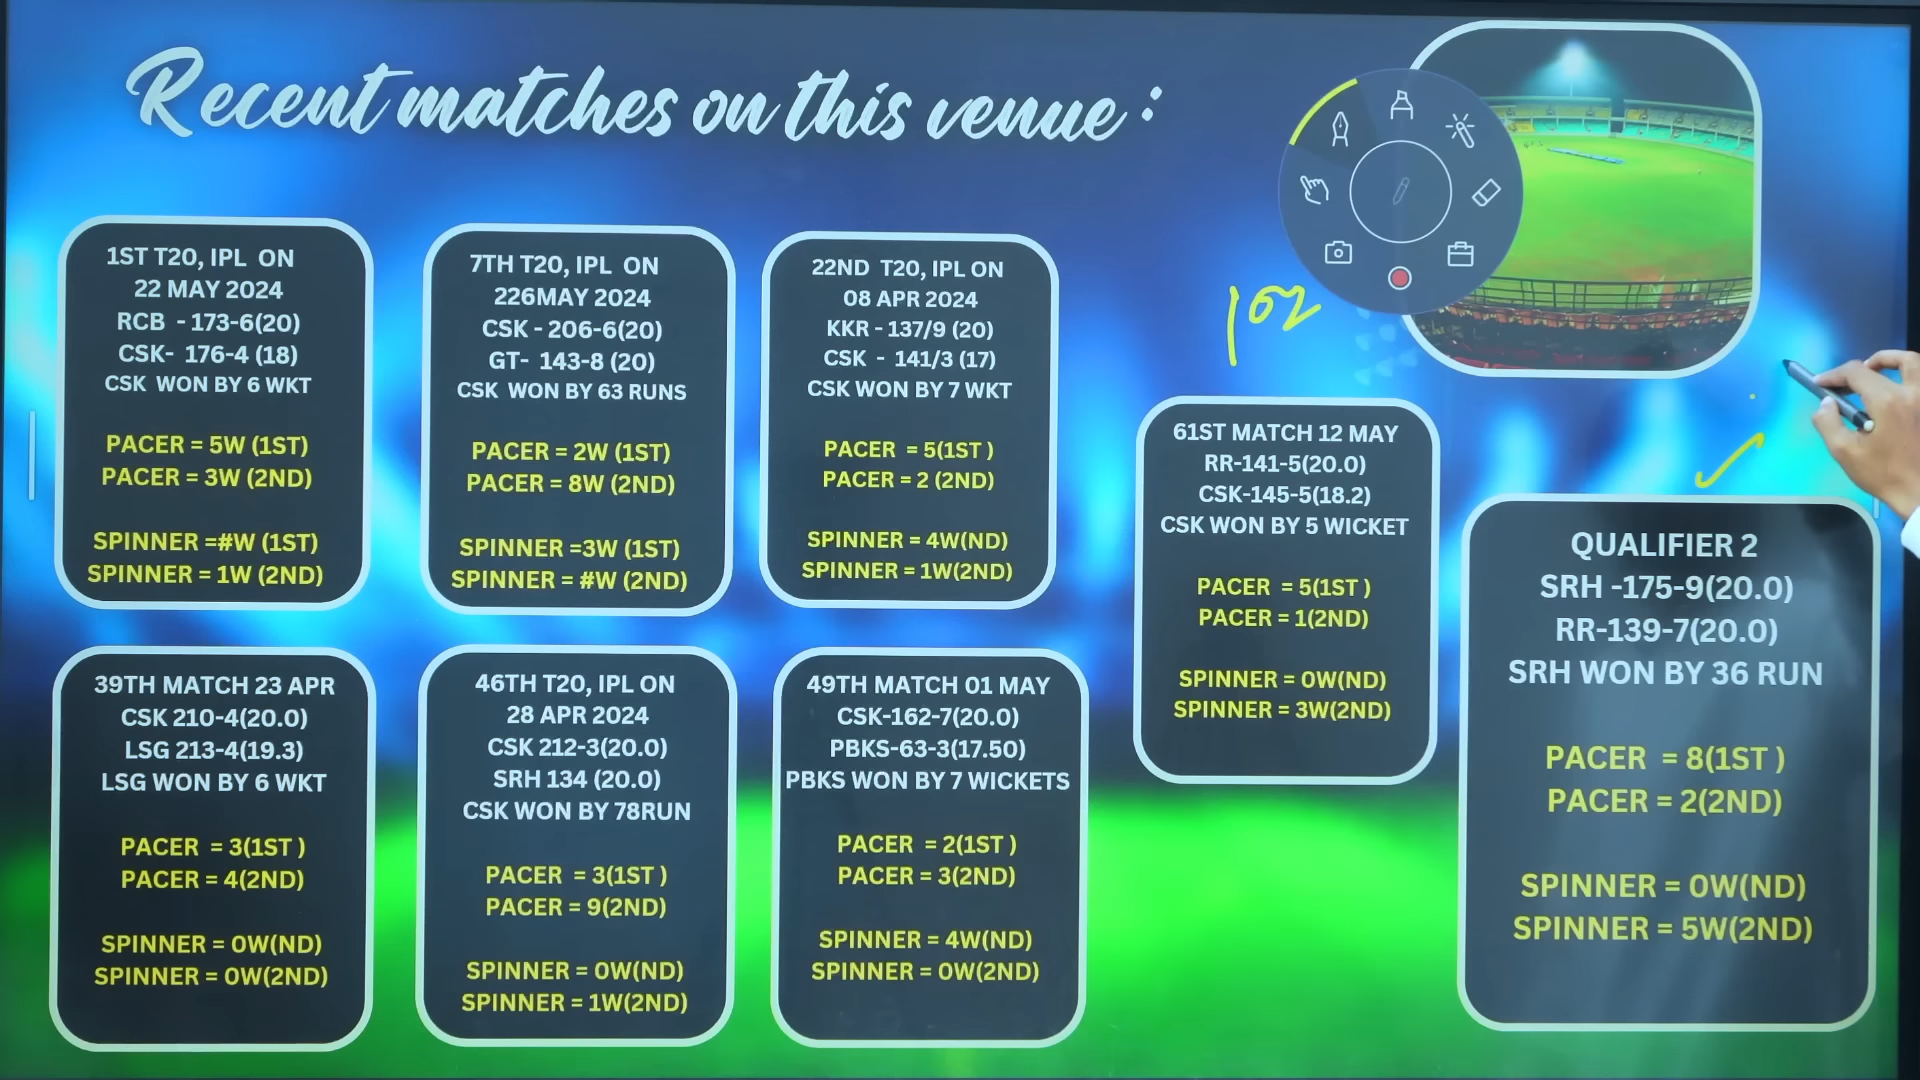 Recent matches on this venue :
1ST T20, IPL ON
22 MAY 2024
RCB - 173-6(20)
CSK- 176-4 (18)
CSK WON BY 6 WKT
PACER = 5W (1ST)
PACER = 3W (2ND)
SPINNER =#W (1ST)
SPINNER = 1W (2ND)
7TH T20, IPL ON
226MAY 2024
CSK - 206-6(20)
GT- 143-8 (20)
CSK WON BY 63 RUNS
PACER = 2W (1ST)
PACER = 8W (2ND)
SPINNER =3W (1ST)
SPINNER = #W (2ND)
22ND T20, IPL ON
08 APR 2024
KKR - 137/9 (20)
CSK - 141/3 (17)
CSK WON BY 7 WKT
PACER = 5(1ST )
PACER = 2 (2ND)
SPINNER = 4W(ND)
SPINNER = 1W(2ND)
102
61ST MATCH 12 MAY
RR-141-5(20.0)
CSK-145-5(18.2)
CSK WON BY 5 WICKET
PACER = 5(1ST )
PACER = 1(2ND)
SPINNER = 0W(ND)
SPINNER = 3W(2ND)
QUALIFIER 2
SRH -175-9(20.0)
RR-139-7(20.0)
SRH WON BY 36 RUN
PACER = 8(1ST )
PACER = 2(2ND)
SPINNER = 0W(ND)
SPINNER = 5W(2ND)
39TH MATCH 23 APR
CSK 210-4(20.0)
LSG 213-4(19.3)
LSG WON BY 6 WKT
PACER = 3(1ST )
PACER = 4(2ND)
SPINNER = 0W(ND)
SPINNER = 0W(2ND)
46TH T20, IPL ON
28 APR 2024
CSK 212-3(20.0)
SRH 134 (20.0)
CSK WON BY 78RUN
PACER = 3(1ST )
PACER = 9(2ND)
SPINNER = 0W(ND)
SPINNER = 1W(2ND)
49TH MATCH 01 MAY
CSK-162-7(20.0)
PBKS-63-3(17.50)
PBKS WON BY 7 WICKETS
PACER = 2(1ST )
PACER = 3(2ND)
SPINNER = 4W(ND)
SPINNER = 0W(2ND)